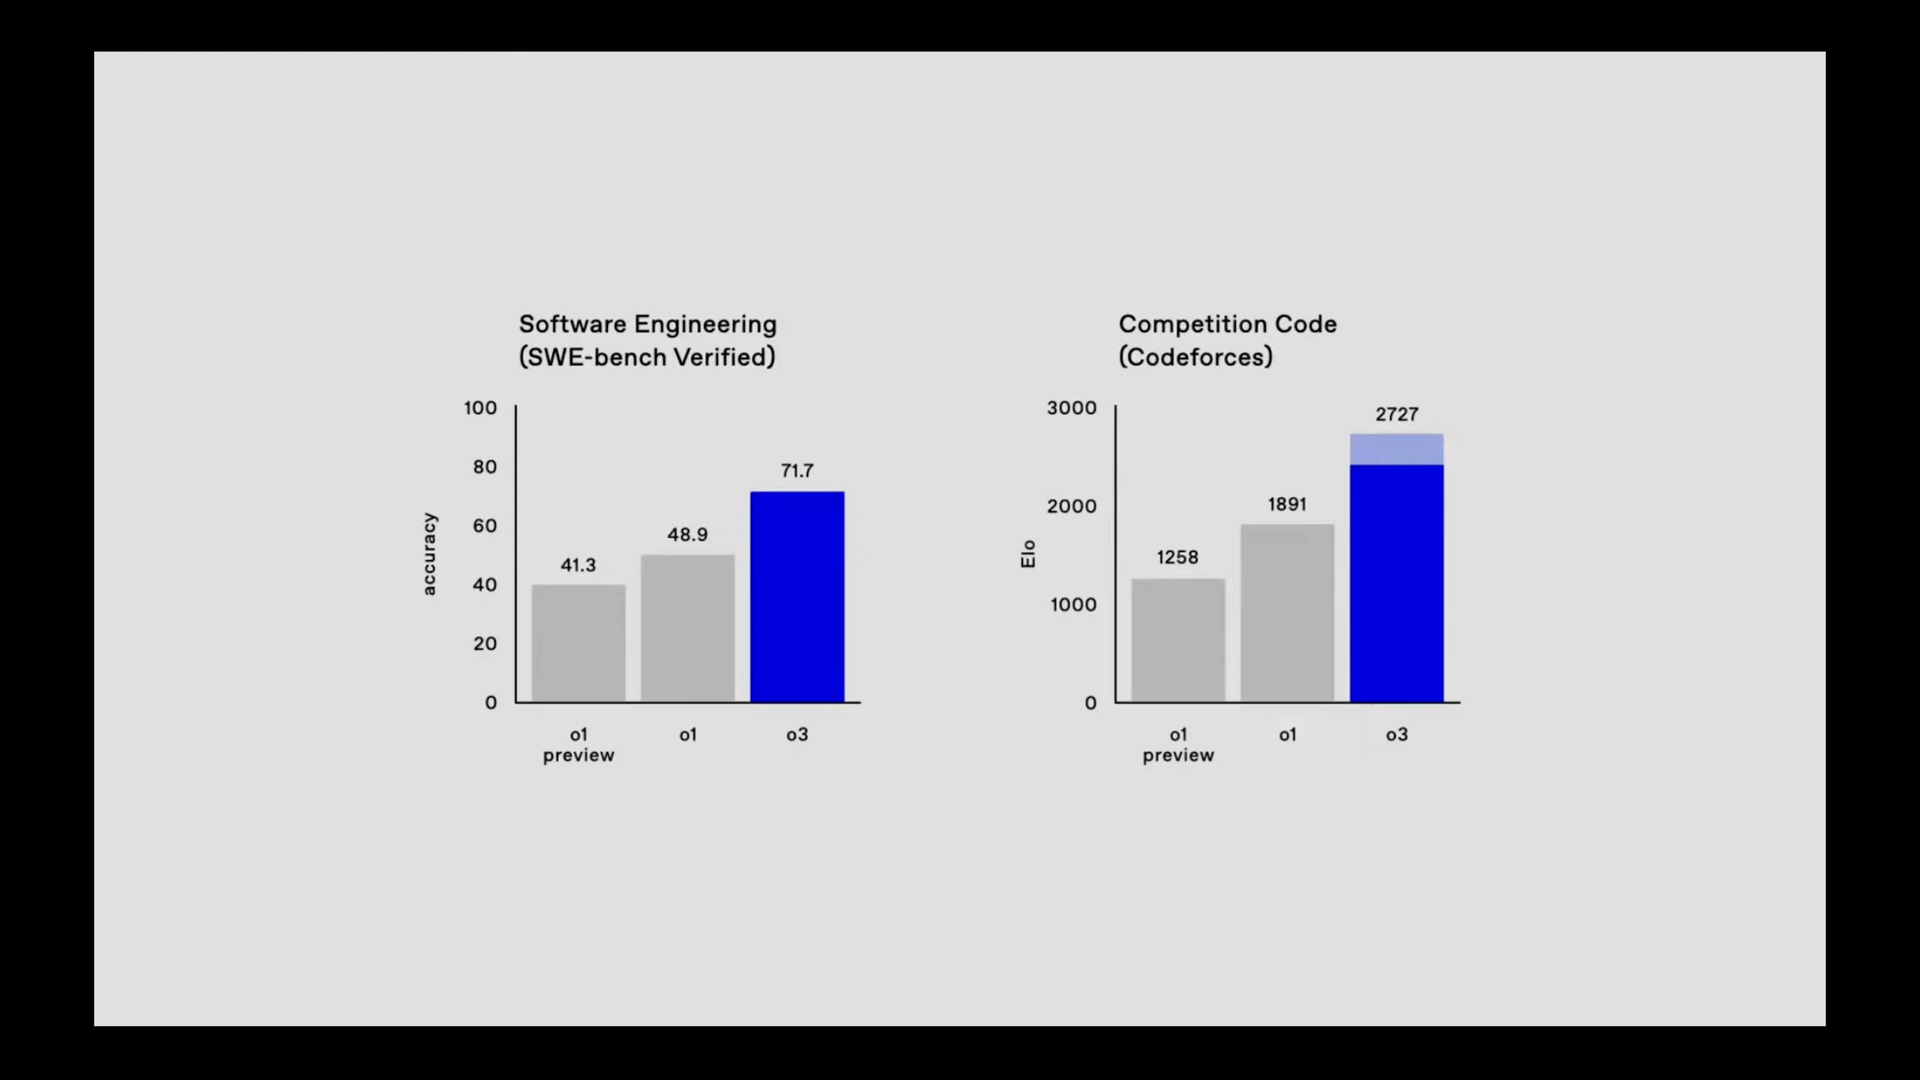 Software Engineering
(SWE-bench Verified)
accuracy
100
80
60
40
20
0
41.3
48.9
71.7
o1
preview
o1
o3
Competition Code
(Codeforces)
Elo
3000
2000
1000
0
1258
1891
2727
o1
preview
o1
o3